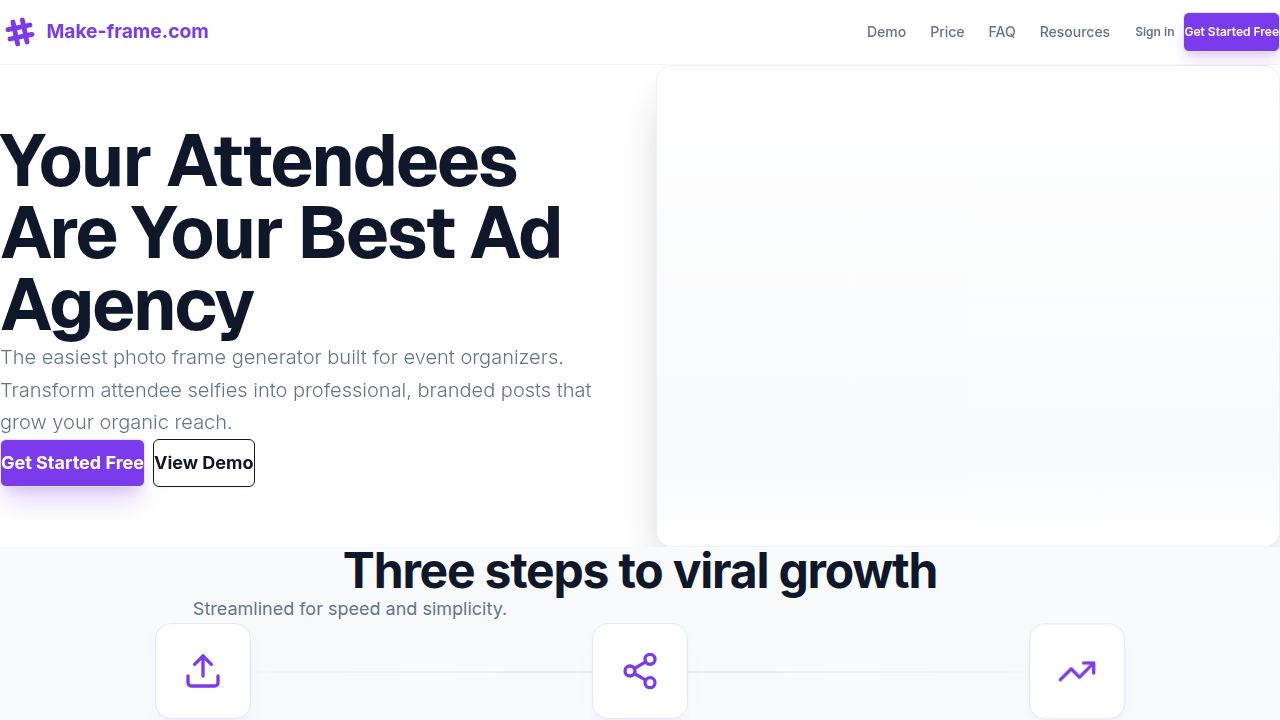 Make-frame.com
Demo Price FAQ Resources Sign in Get Started Free
Your Attendees
Are Your Best Ad
Agency
The easiest photo frame generator built for event organizers.
Transform attendee selfies into professional, branded posts that
grow your organic reach.
Get Started Free View Demo
Three steps to viral growth
Streamlined for speed and simplicity.